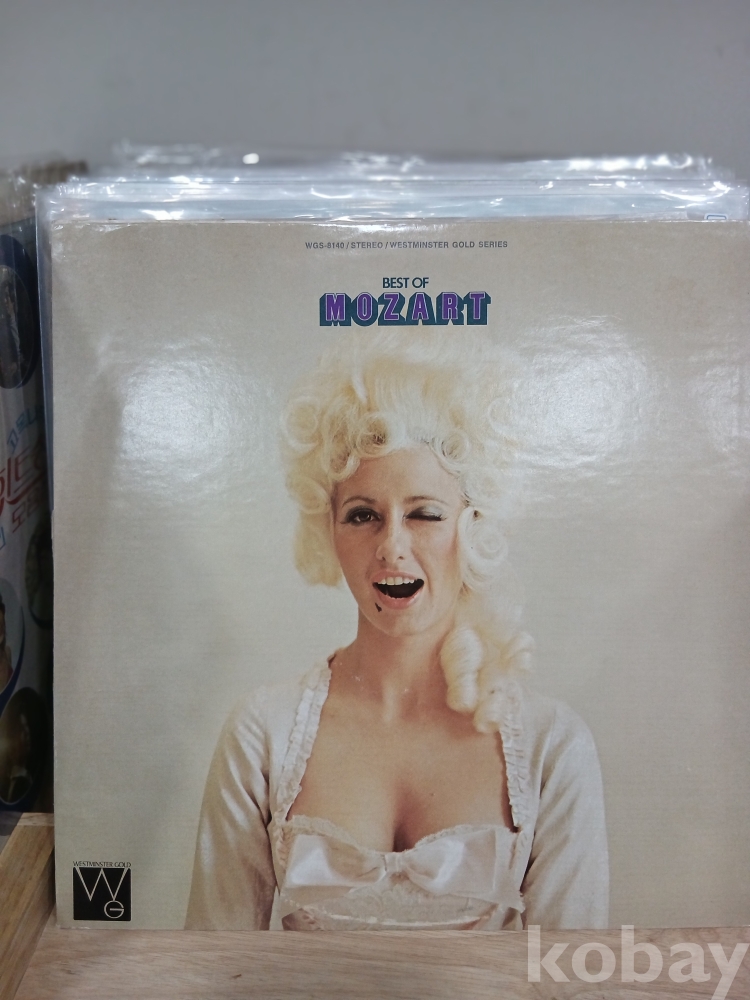 WGS-8140/STEREO/WESTMINSTER GOLD SERIES
BEST OF
MOZART
WESTMINSTER GOLD
WG
kobay